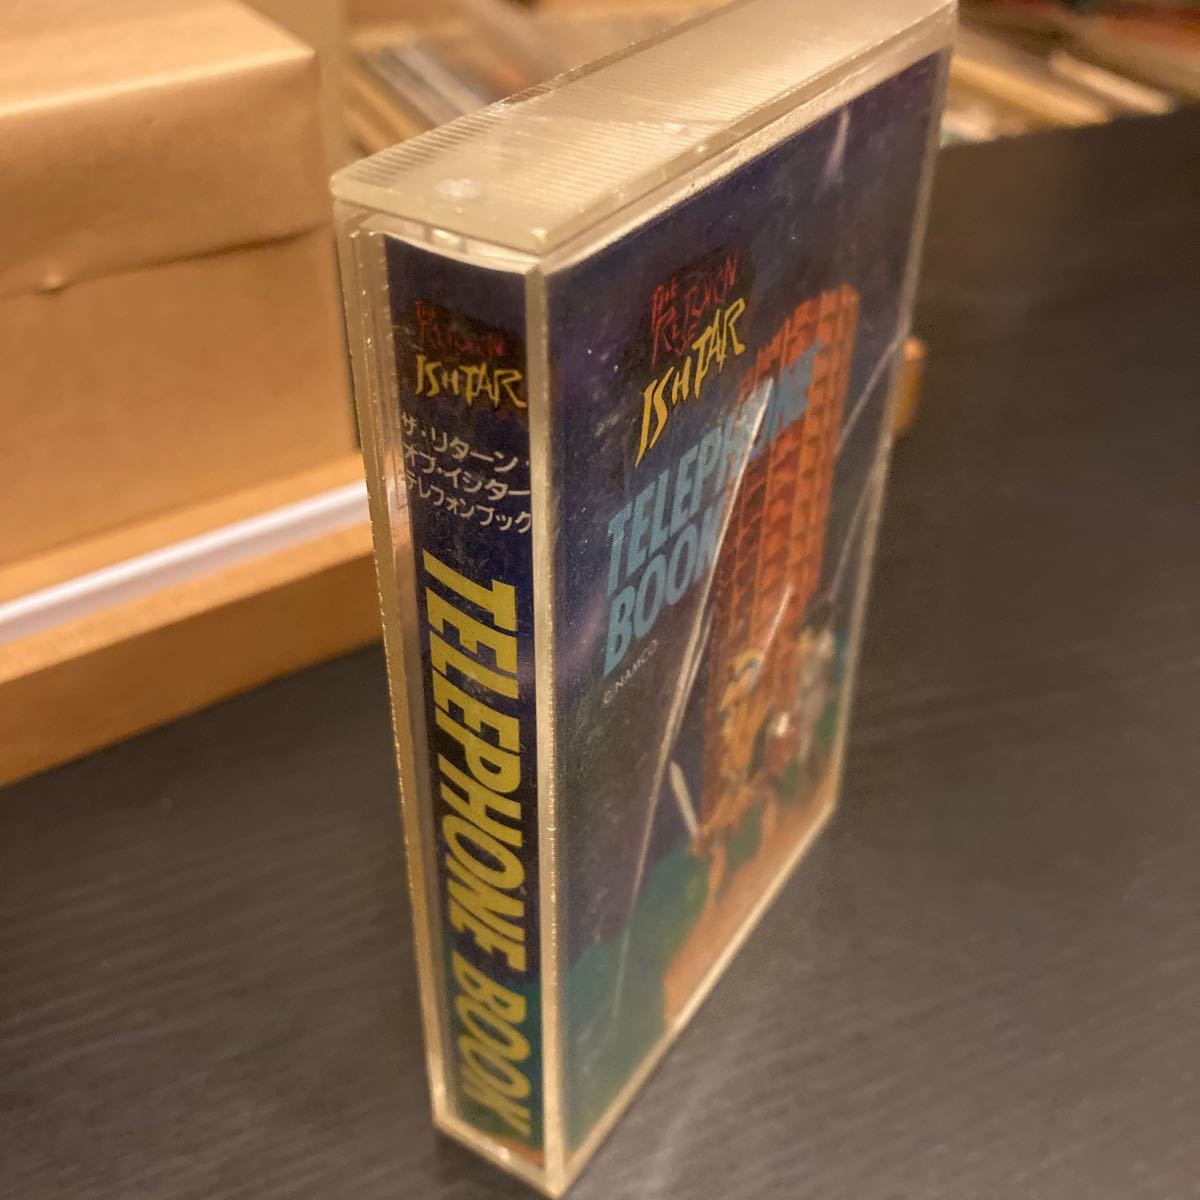 THE
RETURN
OF
ISHTAR
ザ・リターン・
オブ・イシター
テレフォンブック
TELEPHONE BOOK
THE
RETURN
OF
ISHTAR
TELEPHONE
BOOK
©NAMCO